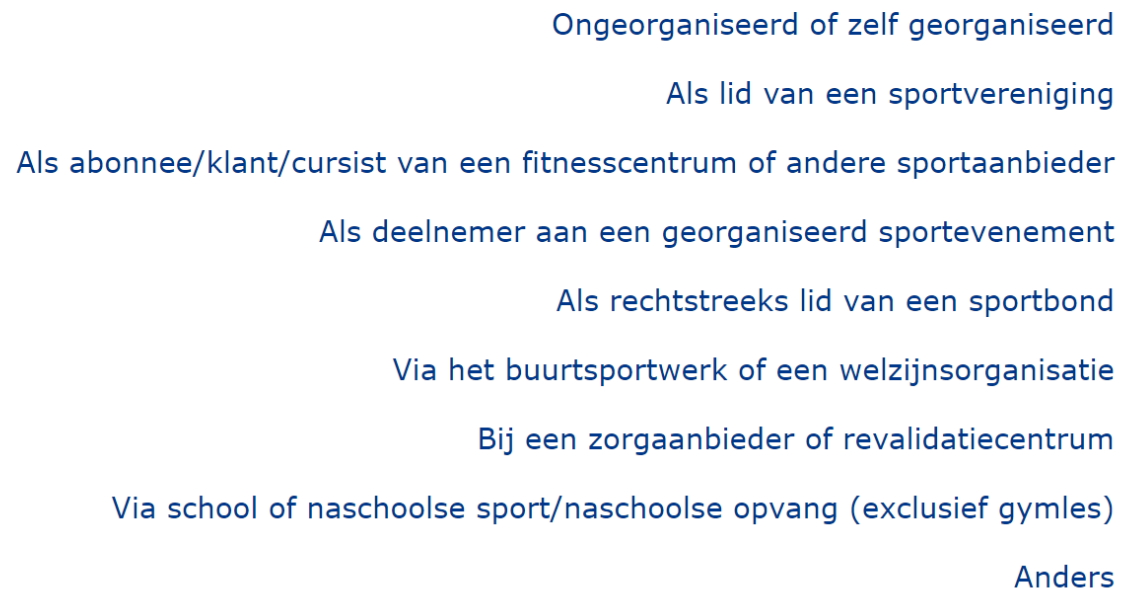 Ongeorganiseerd of zelf georganiseerd
Als lid van een sportvereniging
Als abonnee/klant/cursist van een fitnesscentrum of andere sportaanbieder
Als deelnemer aan een georganiseerd sportevenement
Als rechtstreeks lid van een sportbond
Via het buurtsportwerk of een welzijnsorganisatie
Bij een zorgaanbieder of revalidatiecentrum
Via school of naschoolse sport/naschoolse opvang (exclusief gymles)
Anders